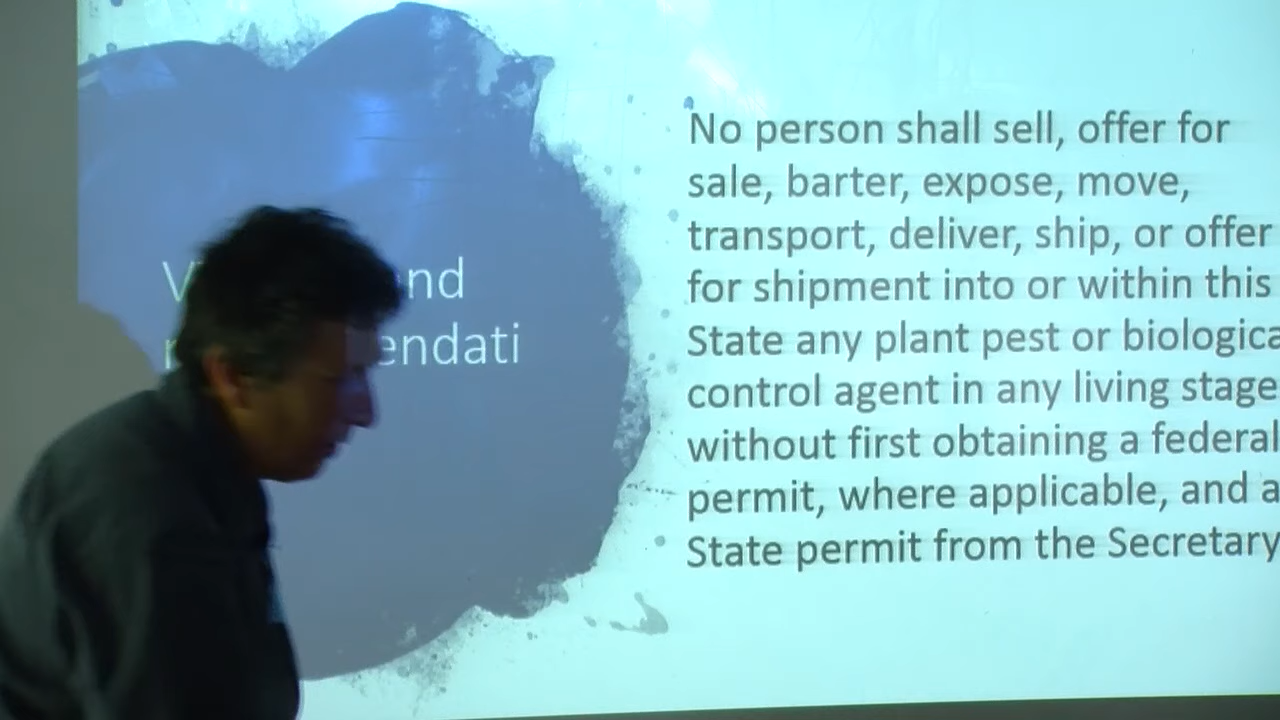 nd
endati
No person shall sell, offer for
sale, barter, expose, move,
transport, deliver, ship, or offer
for shipment into or within this
State any plant pest or biologica
control agent in any living stage
without first obtaining a federal
permit, where applicable, and a
State permit from the Secretary